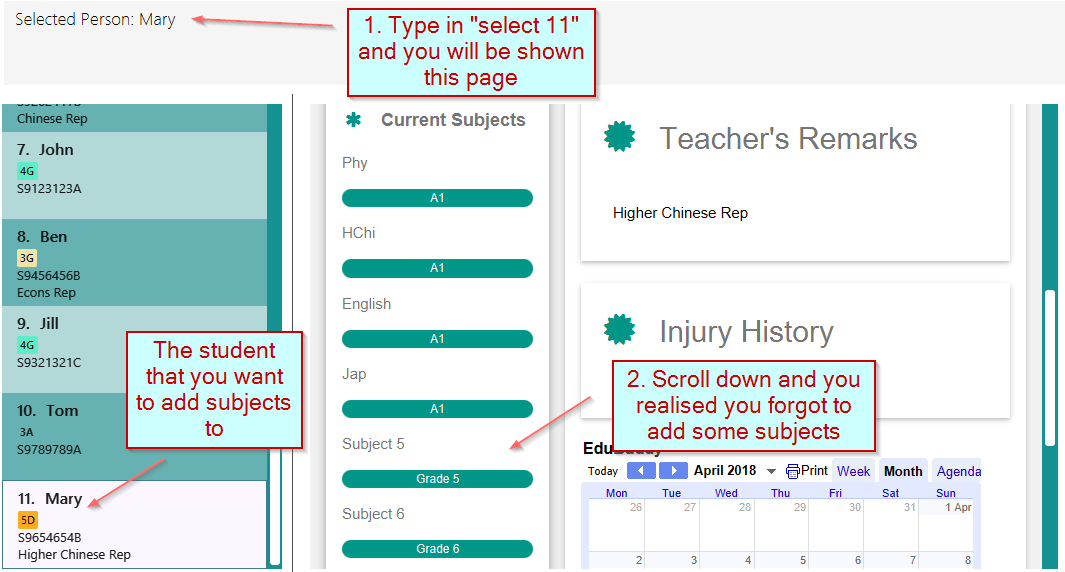 Selected Person: Mary
1. Type in "select 11"
and you will be shown
this page
Chinese Rep
7. John
4G
S9123123A
8. Ben
3G
S9456456B
Econs Rep
9. Jill
4G
S9321321C
10. Tom
3A
S9789789A
11. Mary
5D
S9654654B
Higher Chinese Rep
The student
that you want
to add subjects
to
Current Subjects
Phy
A1
HChi
A1
English
A1
Jap
A1
Subject 5
Grade 5
Subject 6
Grade 6
Teacher's Remarks
Higher Chinese Rep
Injury History
2. Scroll down and you
realised you forgot to
add some subjects
Today April 2018 Print Week Month Agenda
Mon Tue Wed Thu Fri Sat Sun
26 27 28 29 30 31 1 Apr
2 3 4 5 6 7 8